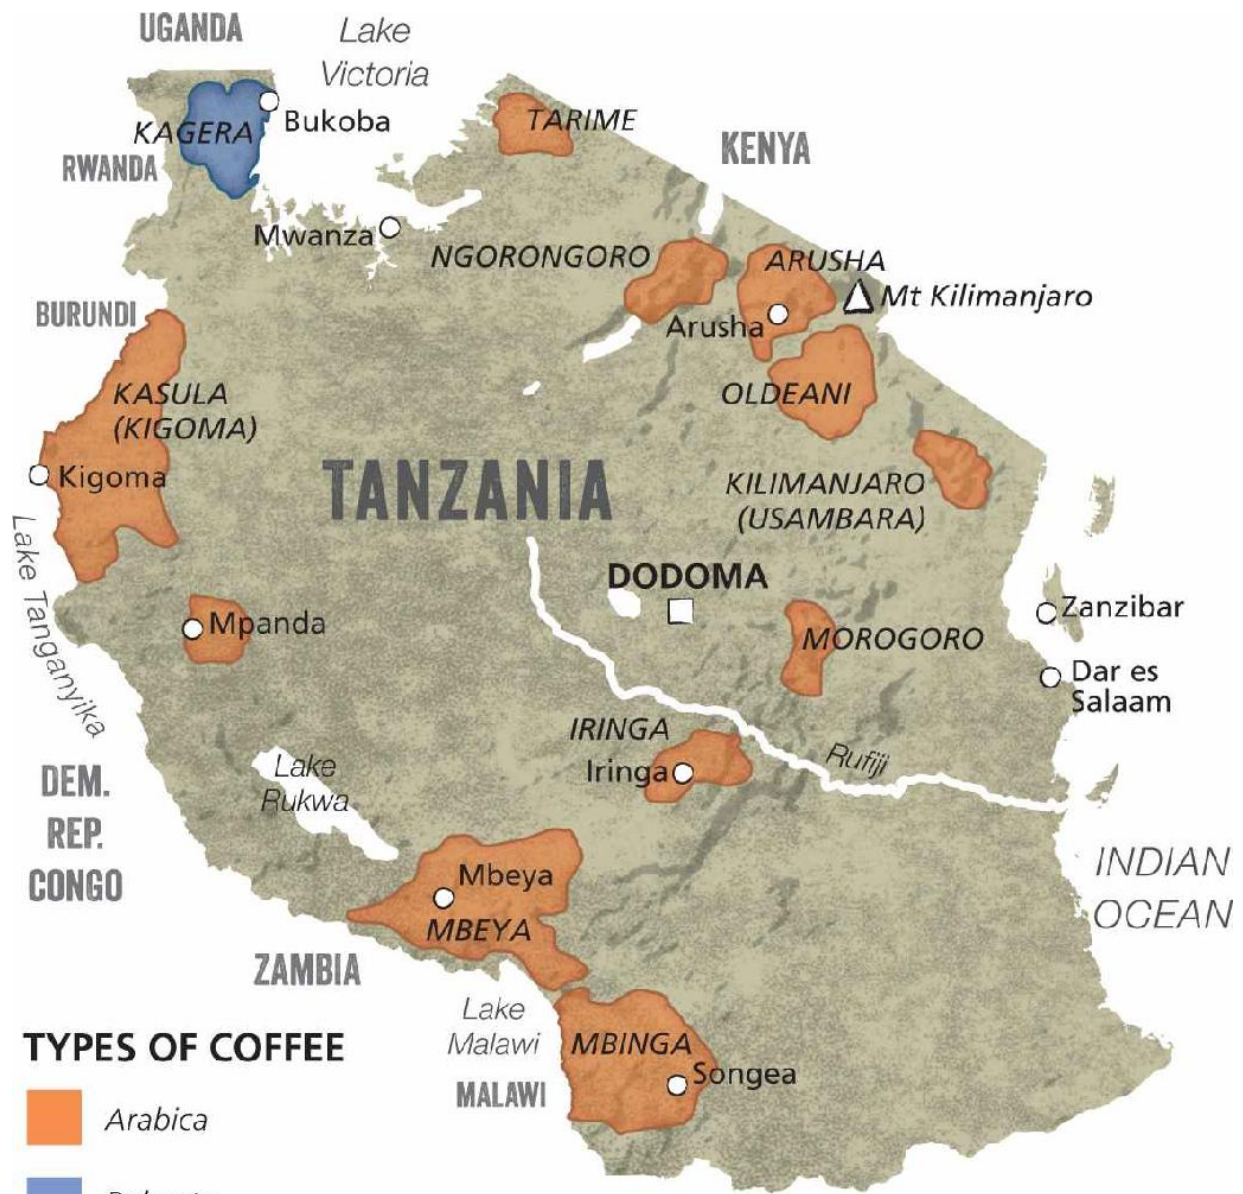 UGANDA
Lake
Victoria
KAGERA
Bukoba
TARIME
KENYA
RWANDA
Mwanza
NGORONGORO
ARUSHA
Mt Kilimanjaro
BURUNDI
Arusha
KASULA
(KIGOMA)
OLDEANI
Kigoma
TANZANIA
KILIMANJARO
(USAMBARA)
Lake Tanganyika
DODOMA
Zanzibar
Mpanda
MOROGORO
Dar es
Salaam
IRINGA
Iringa
Rufiji
Lake
Rukwa
DEM.
REP.
CONGO
Mbeya
MBEYA
INDIAN
OCEAN
ZAMBIA
Lake
Malawi
MBINGA
Songea
MALAWI
TYPES OF COFFEE
Arabica